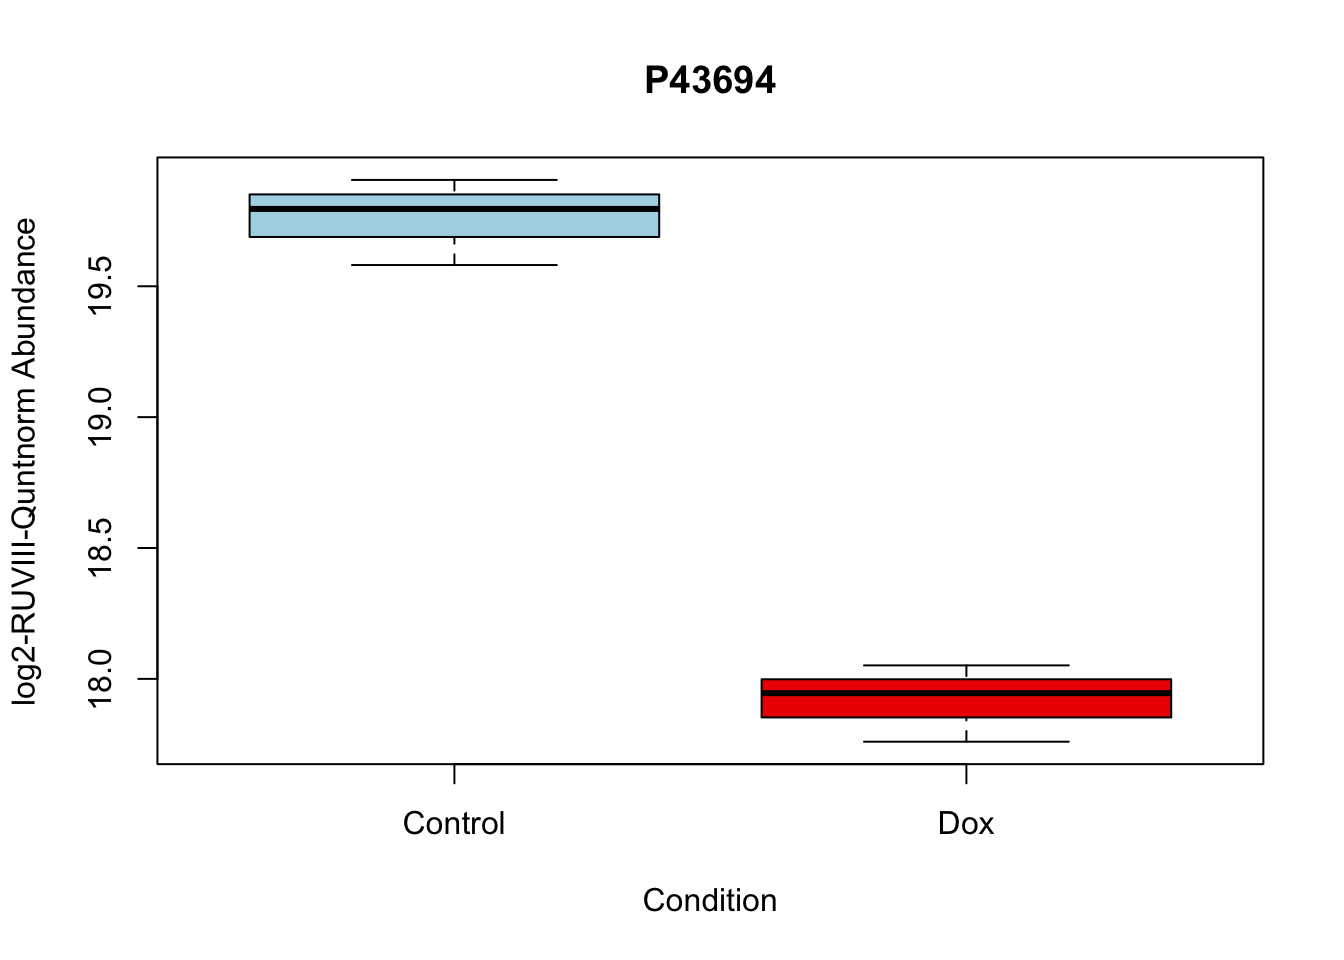 P43694
log2-RUVIII-Quntnorm Abundance
19.5
19.0
18.5
18.0
Control
Dox
Condition